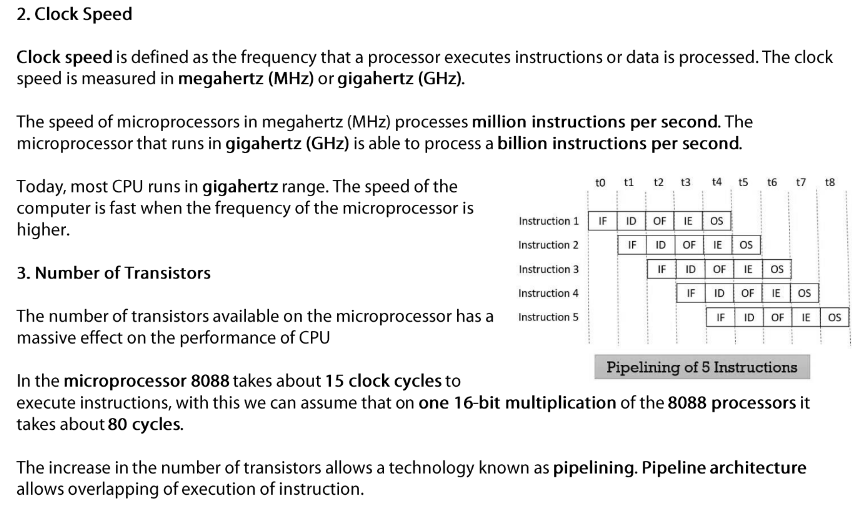 2. Clock Speed
Clock speed is defined as the frequency that a processor executes instructions or data is processed. The clock
speed is measured in megahertz (MHz) or gigahertz (GHz).
The speed of microprocessors in megahertz (MHz) processes million instructions per second. The
microprocessor that runs in gigahertz (GHz) is able to process a billion instructions per second.
Today, most CPU runs in gigahertz range. The speed of the
computer is fast when the frequency of the microprocessor is
higher.
3. Number of Transistors
The number of transistors available on the microprocessor has a
massive effect on the performance of CPU
t0 t1 t2 t3 t4 t5 t6 t7 t8
Instruction 1 IF ID OF IE OS
Instruction 2 IF ID OF IE OS
Instruction 3 IF ID OF IE OS
Instruction 4 IF ID OF IE OS
Instruction 5 IF ID OF IE OS
Pipelining of 5 Instructions
In the microprocessor 8088 takes about 15 clock cycles to
execute instructions, with this we can assume that on one 16-bit multiplication of the 8088 processors it
takes about 80 cycles.
The increase in the number of transistors allows a technology known as pipelining. Pipeline architecture
allows overlapping of execution of instruction.